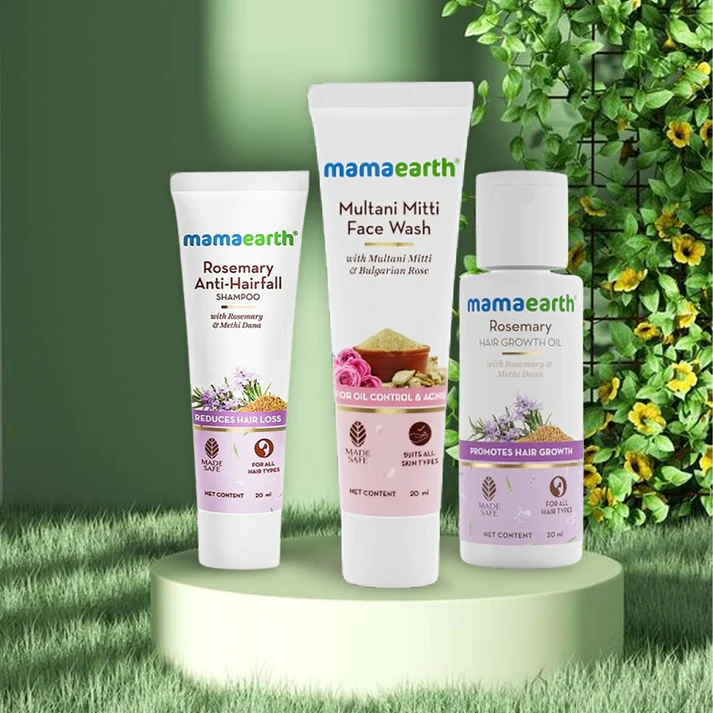 mamaearth®
Rosemary
Anti-Hairfall
SHAMPOO
with Rosemary
& Methi Dana
REDUCES HAIR LOSS
MADE
SAFE
FOR ALL
HAIR TYPES
NET CONTENT 20 ml
mamaearth®
Multani Mitti
Face Wash
with Multani Mitti
& Bulgarian Rose
FOR OIL CONTROL & ACNE
MADE
SAFE
SUITS ALL
SKIN TYPES
NET CONTENT 20 ml
mamaearth®
Rosemary
HAIR GROWTH OIL
with Rosemary &
Methi Dana
PROMOTES HAIR GROWTH
MADE
SAFE
FOR ALL
HAIR TYPES
NET CONTENT 20 ml